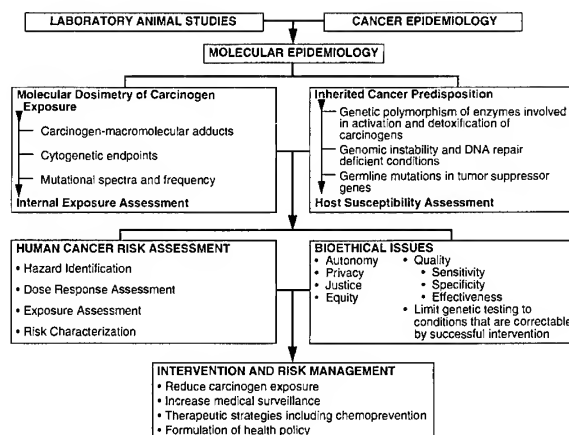 LABORATORY ANIMAL STUDIES
CANCER EPIDEMIOLOGY
MOLECULAR EPIDEMIOLOGY
Molecular Dosimetry of Carcinogen
Exposure
Carcinogen-macromolecular adducts
Cytogenetic endpoints
Mutational spectra and frequency
Internal Exposure Assessment
Inherited Cancer Predisposition
Genetic polymorphism of enzymes involved
in activation and detoxification of
carcinogens
Genomic instability and DNA repair
deficient conditions
Germline mutations in tumor suppressor
genes
Host Susceptibility Assessment
HUMAN CANCER RISK ASSESSMENT
• Hazard Identification
• Dose Response Assessment
• Exposure Assessment
• Risk Characterization
BIOETHICAL ISSUES
• Autonomy
• Privacy
• Justice
• Equity
• Quality
• Sensitivity
• Specificity
• Effectiveness
• Limit genetic testing to
conditions that are correctable
by successful intervention
INTERVENTION AND RISK MANAGEMENT
• Reduce carcinogen exposure
• Increase medical surveillance
• Therapeutic strategies including chemoprevention
• Formulation of health policy